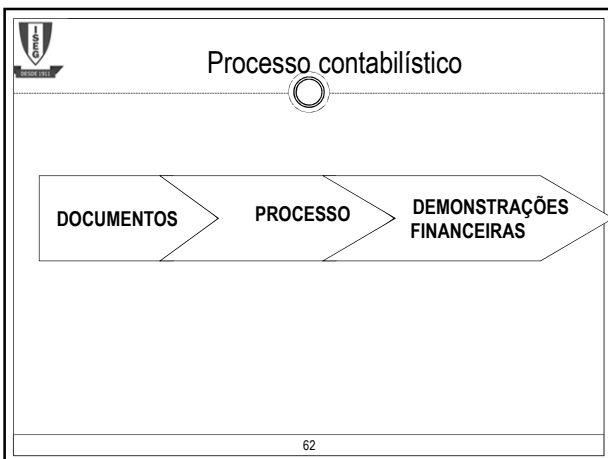 ISEG
DESDE 1911
Processo contabilístico
DOCUMENTOS
PROCESSO
DEMONSTRAÇÕES
FINANCEIRAS
62